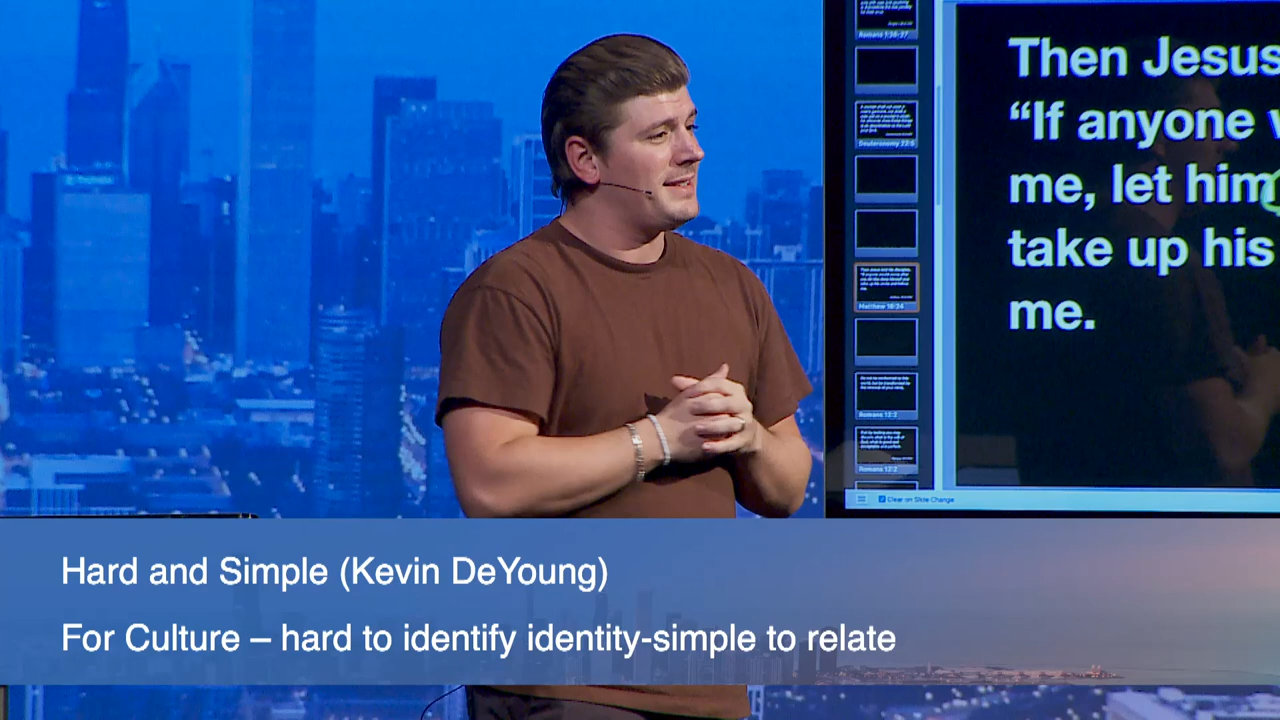 Romans 1:26-27
Deuteronomy 22:5
Matthew 16:24
Romans 12:2
Romans 12:2
Clear on Slide Change
Then Jesus
“If anyone
me, let him
take up his
me.
Hard and Simple (Kevin DeYoung)
For Culture – hard to identify identity-simple to relate